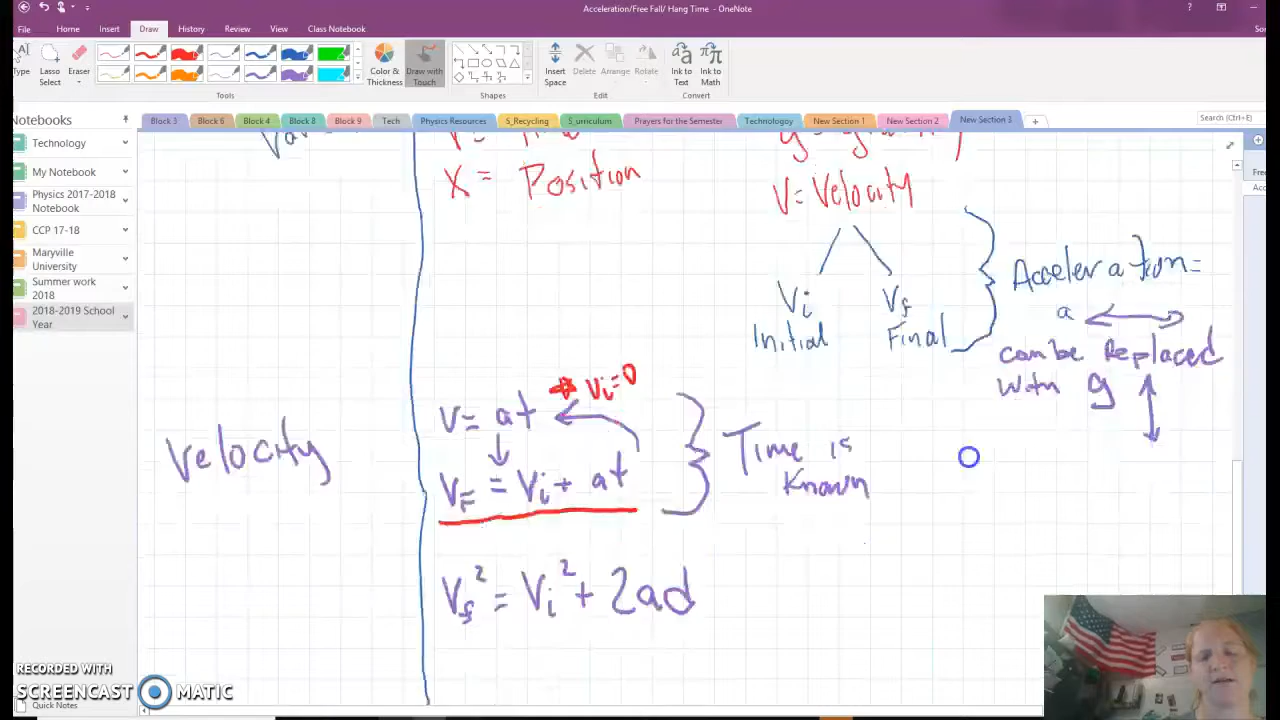 Acceleration/Free Fall/ Hang Time - OneNote
File Home Insert Draw History Review View Class Notebook
Type Lasso Select Eraser Color & Thickness Draw with Touch Insert Space Delete Arrange Rotate Ink to Text Ink to Math
Tools Shapes Edit Convert
Notebooks
Block 3 Block 6 Block 4 Block 8 Block 9 Tech Physics Resources S_Recycling S_urriculum Prayers for the Semester Technologoy New Section 1 New Section 2 New Section 3
Search (Ctrl+E)
Technology
My Notebook
Physics 2017-2018 Notebook
CCP 17-18
Maryville University
Summer work 2018
2018-2019 School Year
Quick Notes
X = Position
V = Velocity
Vi
Initial
Vf
Final
Acceleration =
a
can be Replaced
with g
Velocity
V = at
* Vi = 0
VF = Vi + at
Time is
Known
Vf² = Vi² + 2ad
RECORDED WITH
SCREENCAST MATIC